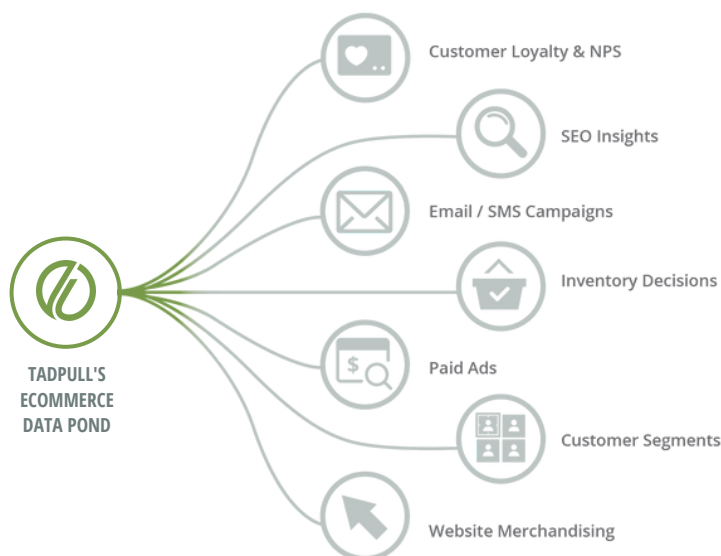 Customer Loyalty & NPS
SEO Insights
Email / SMS Campaigns
Inventory Decisions
TADPULL'S
ECOMMERCE
DATA POND
$
Paid Ads
Customer Segments
Website Merchandising